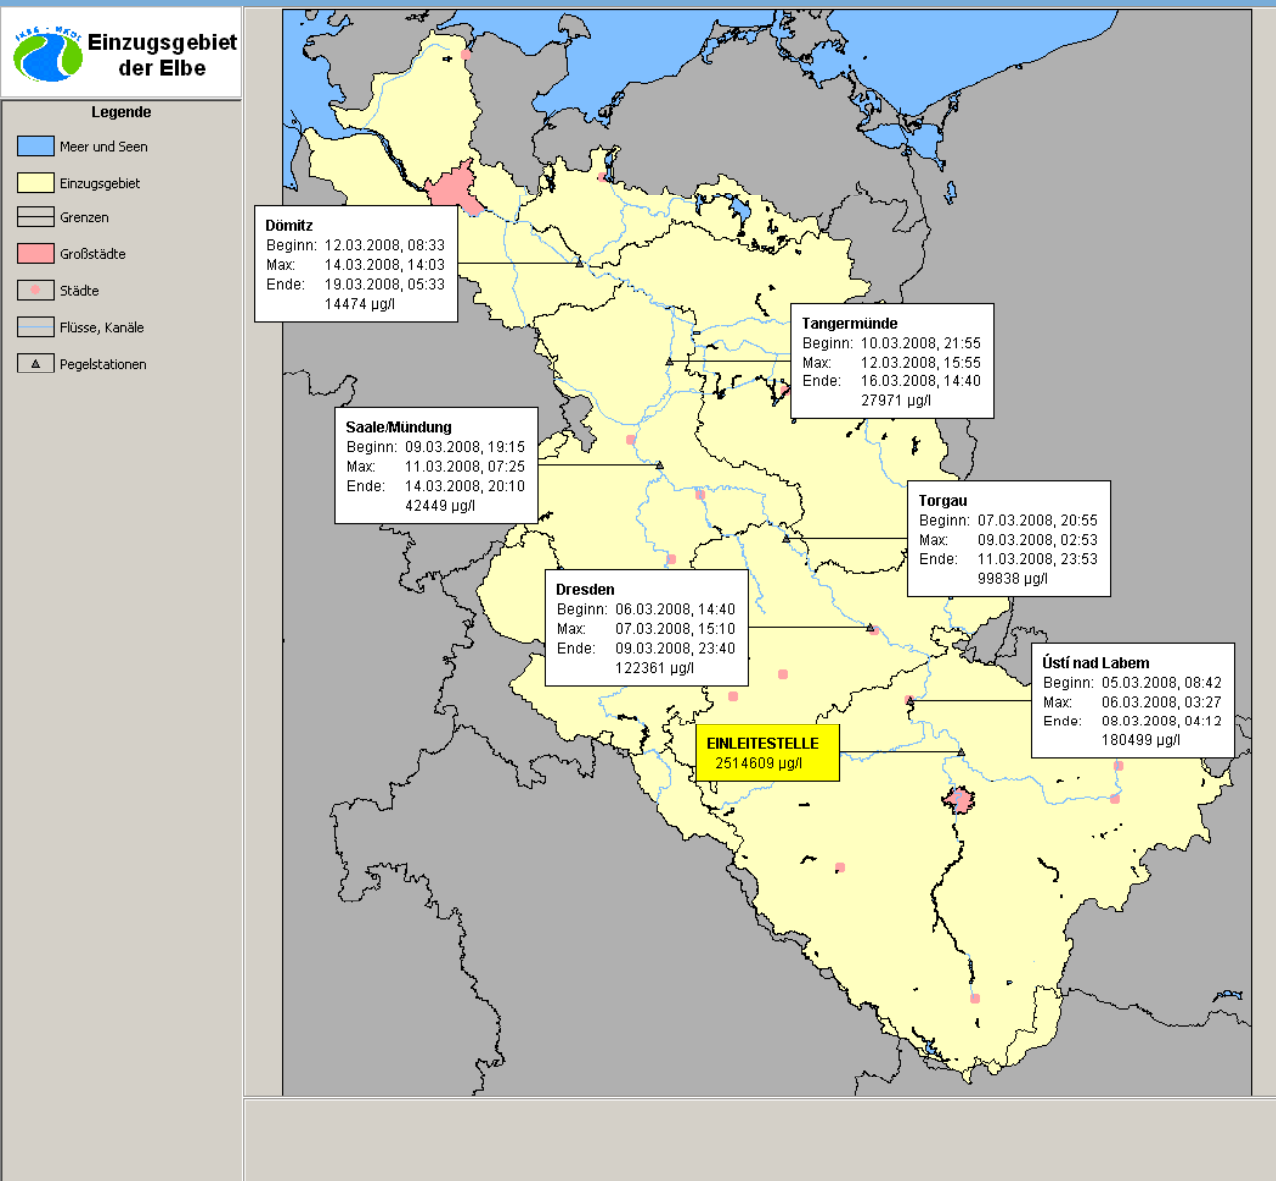 IKSE - MKOL
Einzugsgebiet
der Elbe
Legende
Meer und Seen
Einzugsgebiet
Grenzen
Großstädte
Städte
Flüsse, Kanäle
Pegelstationen
Dömitz
Beginn: 12.03.2008, 08:33
Max: 14.03.2008, 14:03
Ende: 19.03.2008, 05:33
14474 µg/l
Tangermünde
Beginn: 10.03.2008, 21:55
Max: 12.03.2008, 15:55
Ende: 16.03.2008, 14:40
27971 µg/l
Saale/Mündung
Beginn: 09.03.2008, 19:15
Max: 11.03.2008, 07:25
Ende: 14.03.2008, 20:10
42449 µg/l
Torgau
Beginn: 07.03.2008, 20:55
Max: 09.03.2008, 02:53
Ende: 11.03.2008, 23:53
99838 µg/l
Dresden
Beginn: 06.03.2008, 14:40
Max: 07.03.2008, 15:10
Ende: 09.03.2008, 23:40
122361 µg/l
Ústí nad Labem
Beginn: 05.03.2008, 08:42
Max: 06.03.2008, 03:27
Ende: 08.03.2008, 04:12
180499 µg/l
EINLEITESTELLE
2514609 µg/l